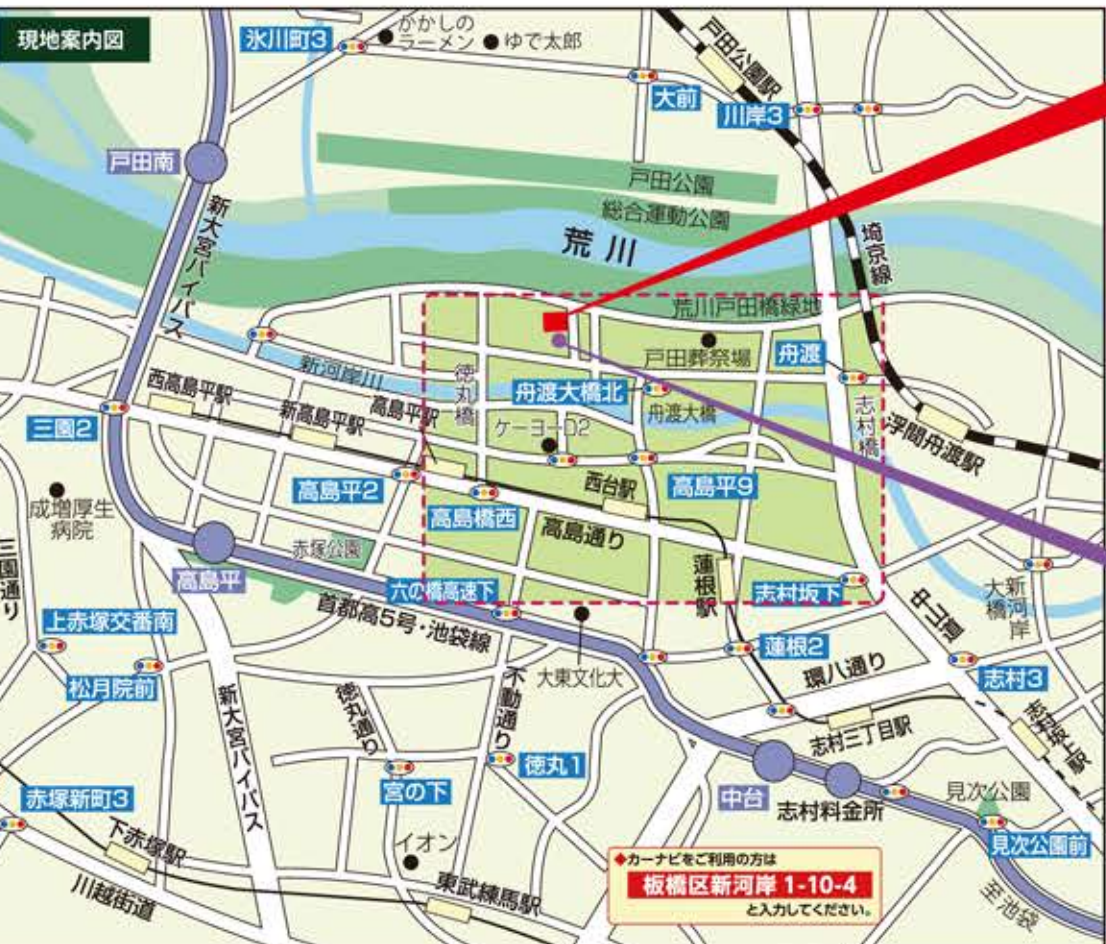 現地案内図
氷川町3
かかしの
ラーメン
ゆで太郎
戸田公園駅
大前
川岸3
戸田南
戸田公園
総合運動公園
荒川
新大宮バイパス
埼京線
荒川戸田橋緑地
戸田葬祭場
舟渡
新河岸川
徳丸橋
舟渡大橋北
舟渡大橋
志村橋
浮間舟渡駅
西高島平駅
新高島平駅
高島平駅
ケーヨーD2
三園2
高島平2
高島橋西
西台駅
高島平9
高島通り
成増厚生
病院
三園通り
高島平
赤塚公園
六の橋高速下
蓮根駅
志村坂下
新河岸
大橋
中山道
首都高5号・池袋線
上赤塚交番南
松月院前
大東文化大
蓮根2
環八通り
志村3
新大宮バイパス
徳丸通り
不動通り
志村三丁目駅
志村坂上駅
徳丸1
宮の下
中台
志村料金所
見次公園
見次公園前
赤塚新町3
下赤塚駅
川越街道
イオン
東武練馬駅
至池袋
◆カーナビをご利用の方は
板橋区新河岸 1-10-4
と入力してください。